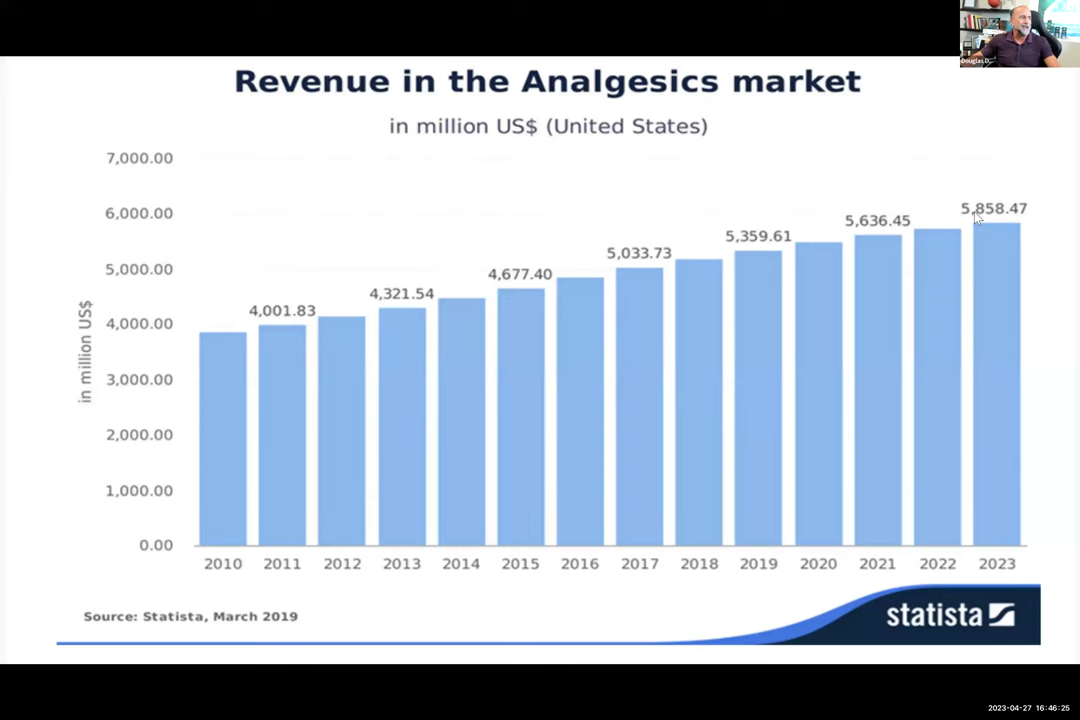 Douglas D...
Revenue in the Analgesics market
in million US$ (United States)
in million US$
7,000.00
6,000.00
5,000.00
4,000.00
3,000.00
2,000.00
1,000.00
0.00
4,001.83
4,321.54
4,677.40
5,033.73
5,359.61
5,636.45
5,858.47
2010 2011 2012 2013 2014 2015 2016 2017 2018 2019 2020 2021 2022 2023
Source: Statista, March 2019
statista
2023-04-27 16:46:25